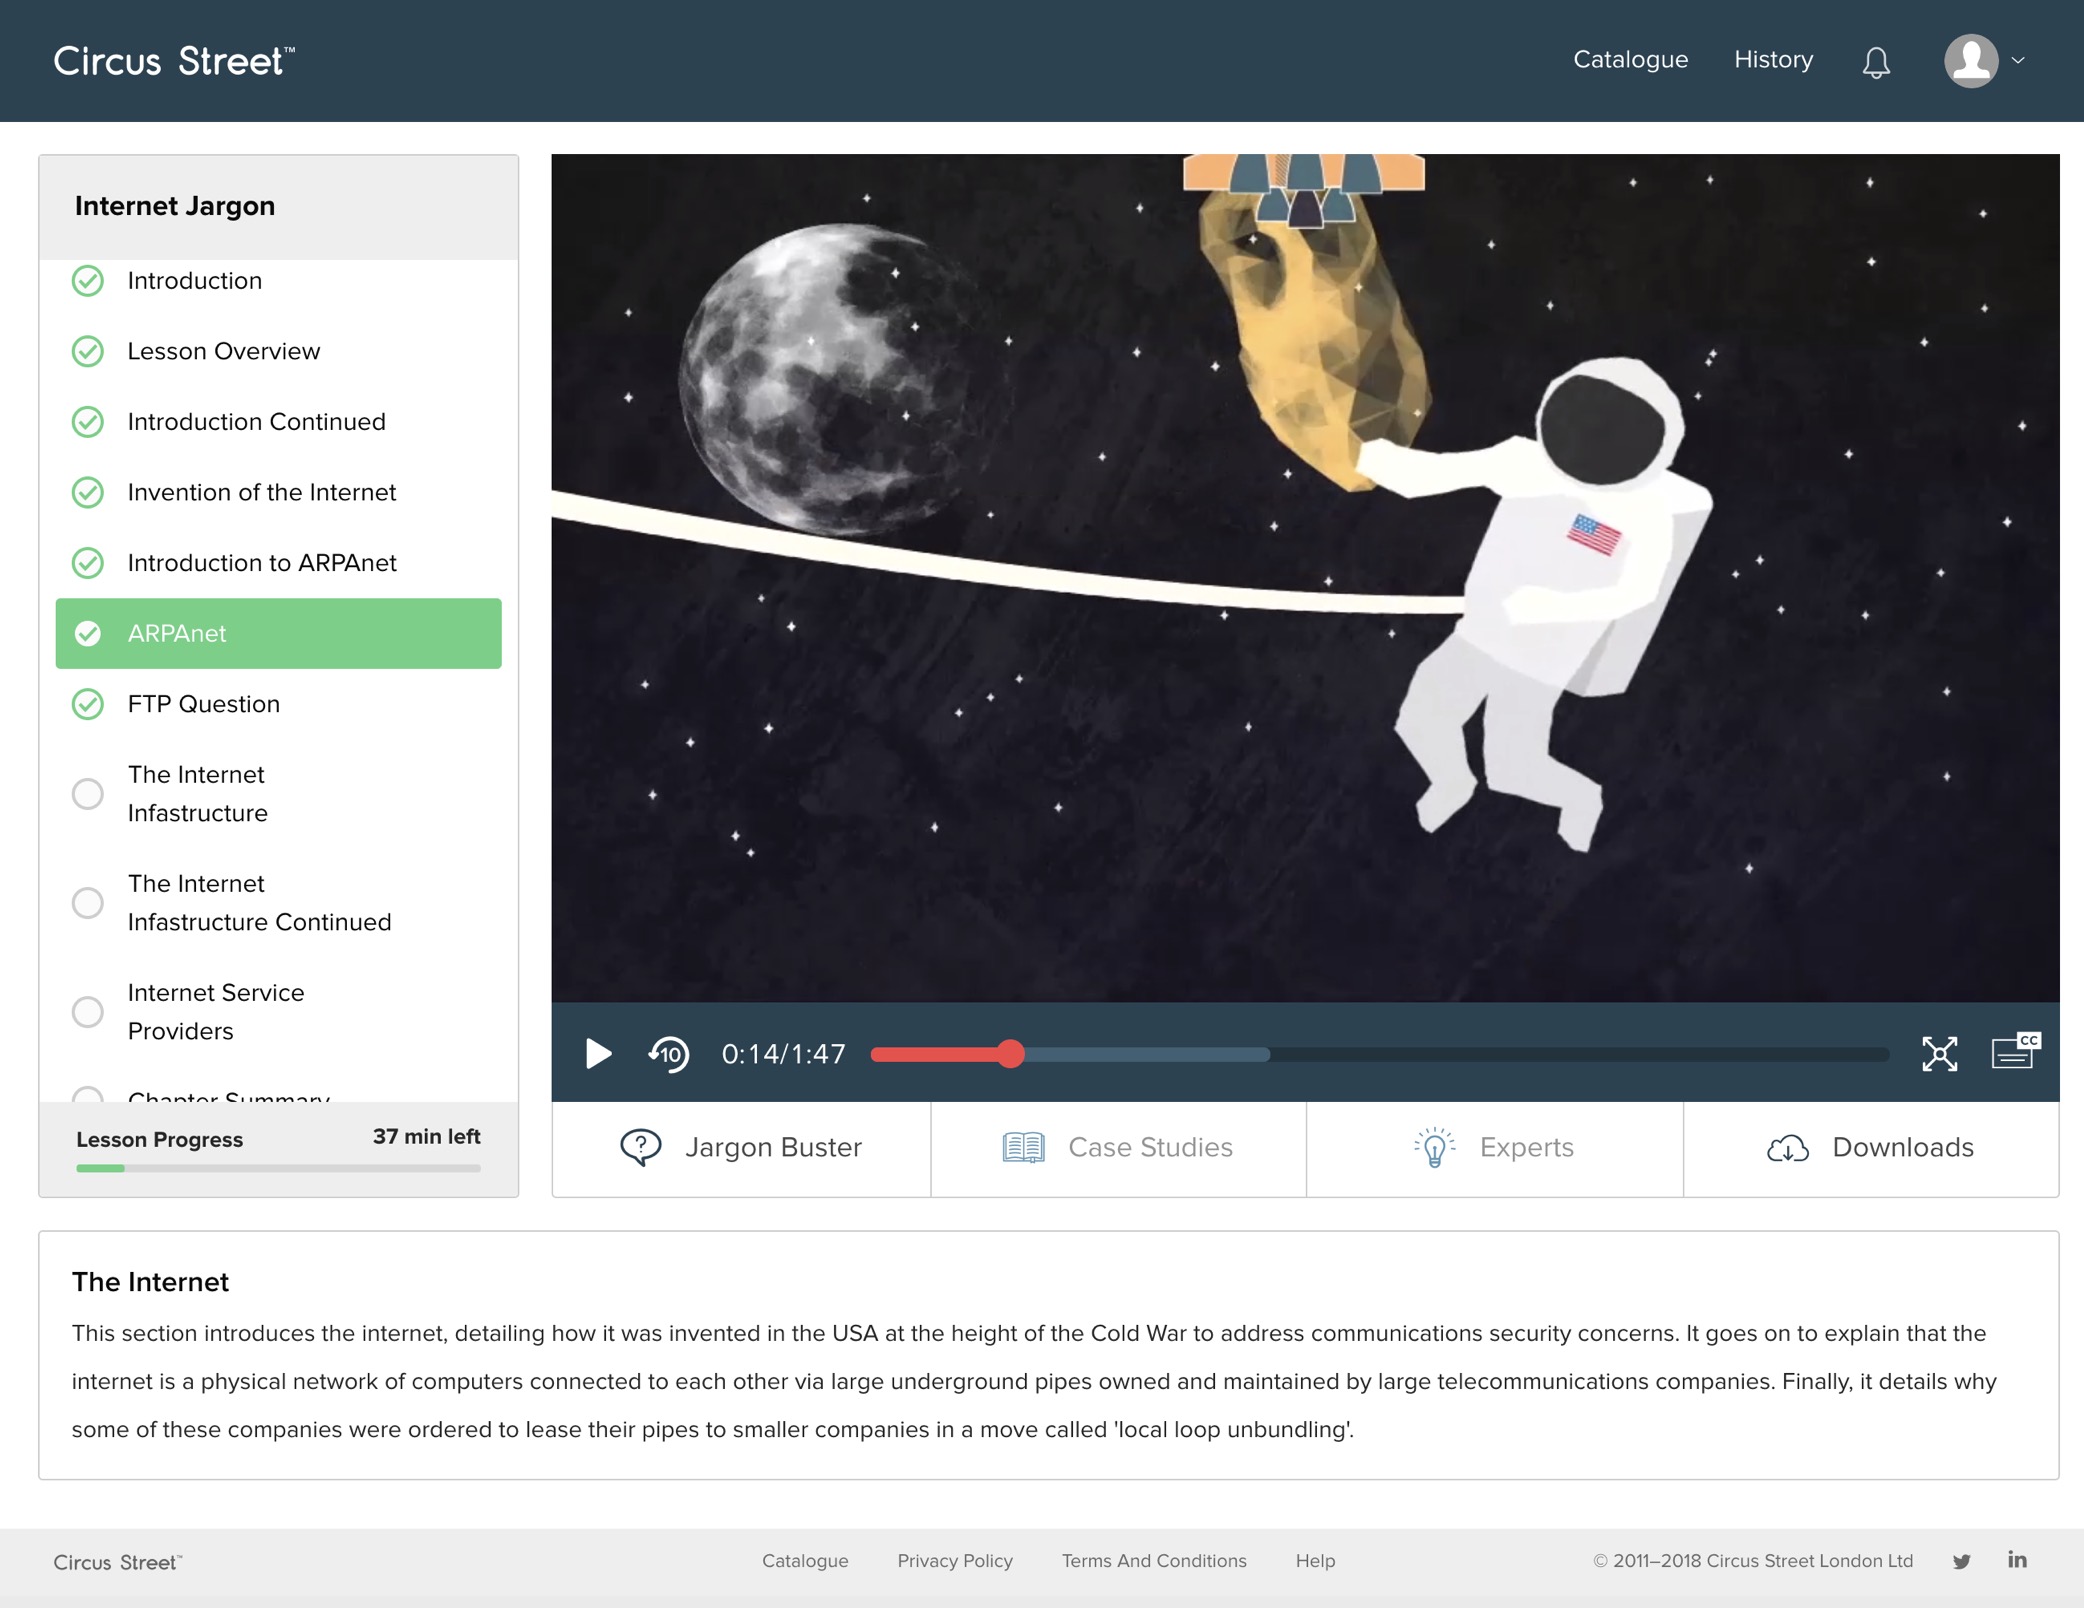 Circus Street™
Catalogue
History
Internet Jargon
Introduction
Lesson Overview
Introduction Continued
Invention of the Internet
Introduction to ARPAnet
ARPAnet
FTP Question
The Internet
Infastructure
The Internet
Infastructure Continued
Internet Service
Providers
Chapter Summary
Lesson Progress
37 min left
10
0:14/1:47
CC
Jargon Buster
Case Studies
Experts
Downloads
The Internet
This section introduces the internet, detailing how it was invented in the USA at the height of the Cold War to address communications security concerns. It goes on to explain that the
internet is a physical network of computers connected to each other via large underground pipes owned and maintained by large telecommunications companies. Finally, it details why
some of these companies were ordered to lease their pipes to smaller companies in a move called 'local loop unbundling'.
Circus Street™
Catalogue
Privacy Policy
Terms And Conditions
Help
© 2011–2018 Circus Street London Ltd
in